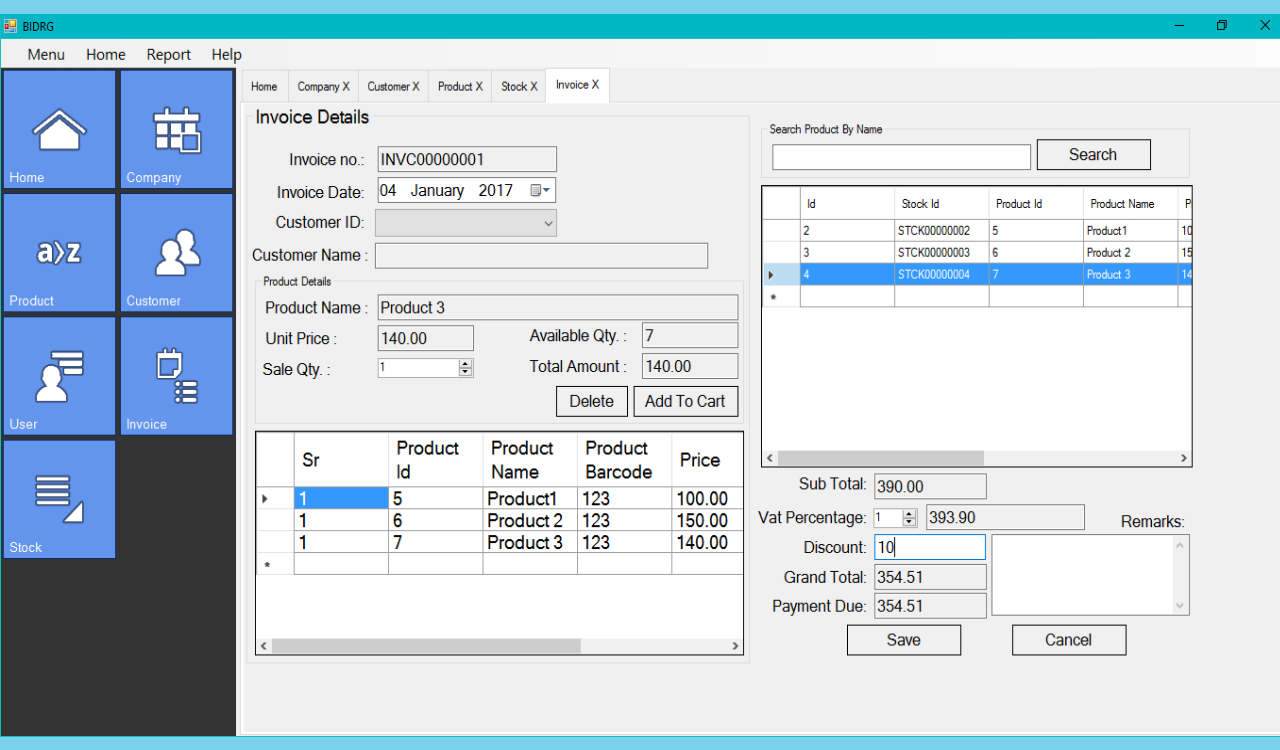 BIDRG
Menu Home Report Help
Home
Company
a)z
Product
Customer
User
Invoice
Stock
Home Company X Customer X Product X Stock X Invoice X
Invoice Details
Invoice no.: INVC00000001
Invoice Date: 04 January 2017
Customer ID:
Customer Name :
Product Details
Product Name : Product 3
Unit Price : 140.00 Available Qty. : 7
Sale Qty. : 1 Total Amount : 140.00
Delete Add To Cart
Sr Product Id Product Name Product Barcode Price
1 5 Product1 123 100.00
1 6 Product 2 123 150.00
1 7 Product 3 123 140.00
*
Search Product By Name
Search
Id Stock Id Product Id Product Name P
2 STCK00000002 5 Product1 10
3 STCK00000003 6 Product 2 15
4 STCK00000004 7 Product 3 14
*
Sub Total: 390.00
Vat Percentage: 1 393.90 Remarks:
Discount: 10
Grand Total: 354.51
Payment Due: 354.51
Save Cancel